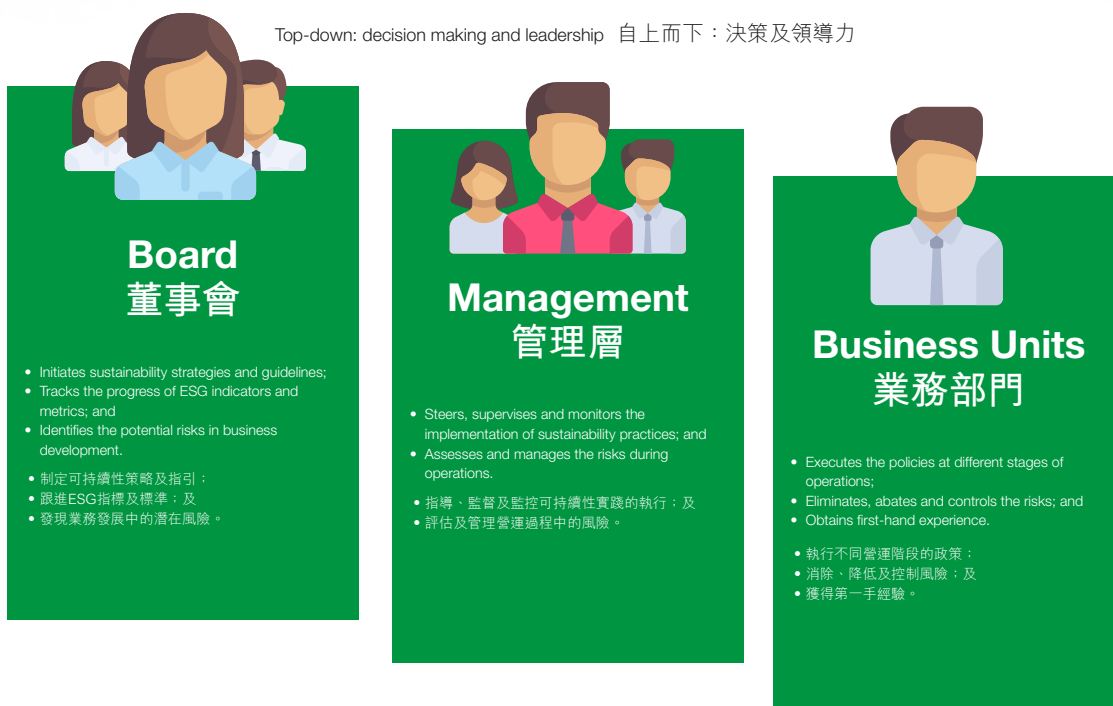 Top-down: decision making and leadership 自上而下：決策及領導力
Board
董事會
• Initiates sustainability strategies and guidelines;
• Tracks the progress of ESG indicators and
metrics; and
• Identifies the potential risks in business
development.
• 制定可持續性策略及指引；
• 跟進ESG指標及標準；及
• 發現業務發展中的潛在風險。
Management
管理層
• Steers, supervises and monitors the
implementation of sustainability practices; and
• Assesses and manages the risks during
operations.
• 指導、監督及監控可持續性實踐的執行；及
• 評估及管理營運過程中的風險。
Business Units
業務部門
• Executes the policies at different stages of
operations;
• Eliminates, abates and controls the risks; and
• Obtains first-hand experience.
• 執行不同營運階段的政策；
• 消除、降低及控制風險；及
• 獲得第一手經驗。